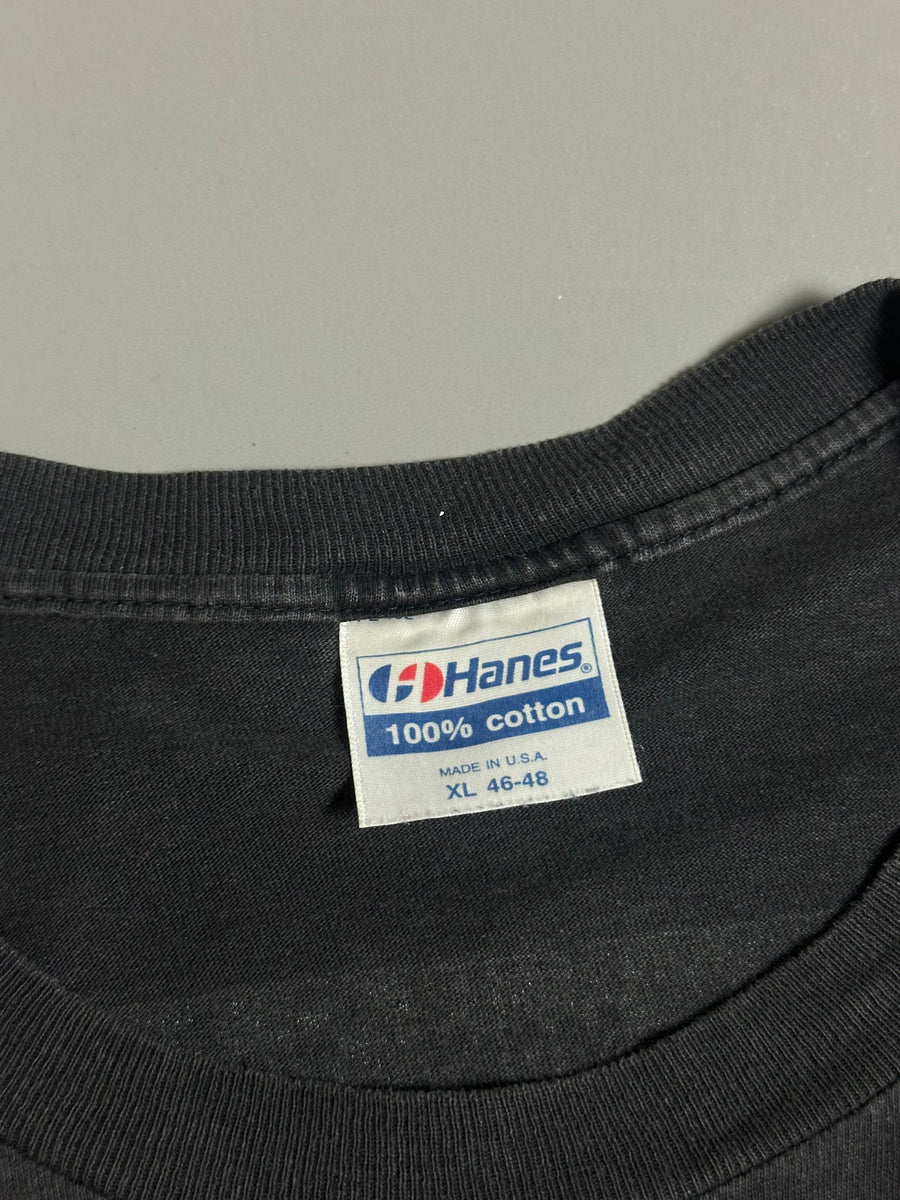 Hanes®
100% cotton
MADE IN U.S.A.
XL 46-48